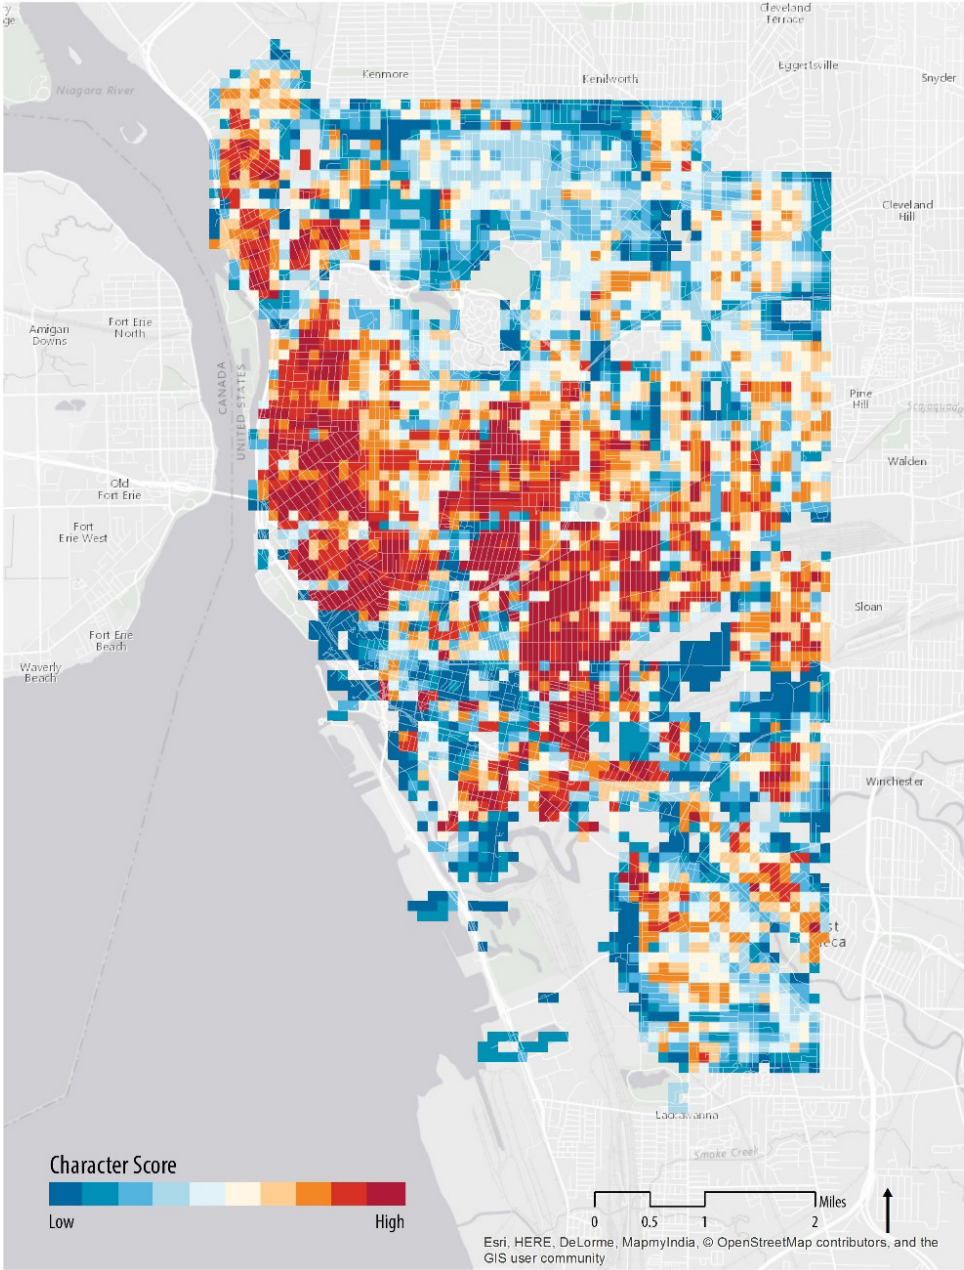 Cleveland
Terrace
Kenmore
Kenilworth
Eggertsville
Snyder
Niagara River
Cleveland
Hill
Amigan
Downs
Fort Erie
North
CANADA
UNITED STATES
Pine
Hill
Walden
Old
Fort Erie
Fort
Erie West
Sloan
Fort Erie
Beach
Waverly
Beach
Winchester
Lackawanna
Smoke Creek
Character Score
Low
High
Miles
0
0.5
1
2
Esri, HERE, DeLorme, MapmyIndia, © OpenStreetMap contributors, and the
GIS user community